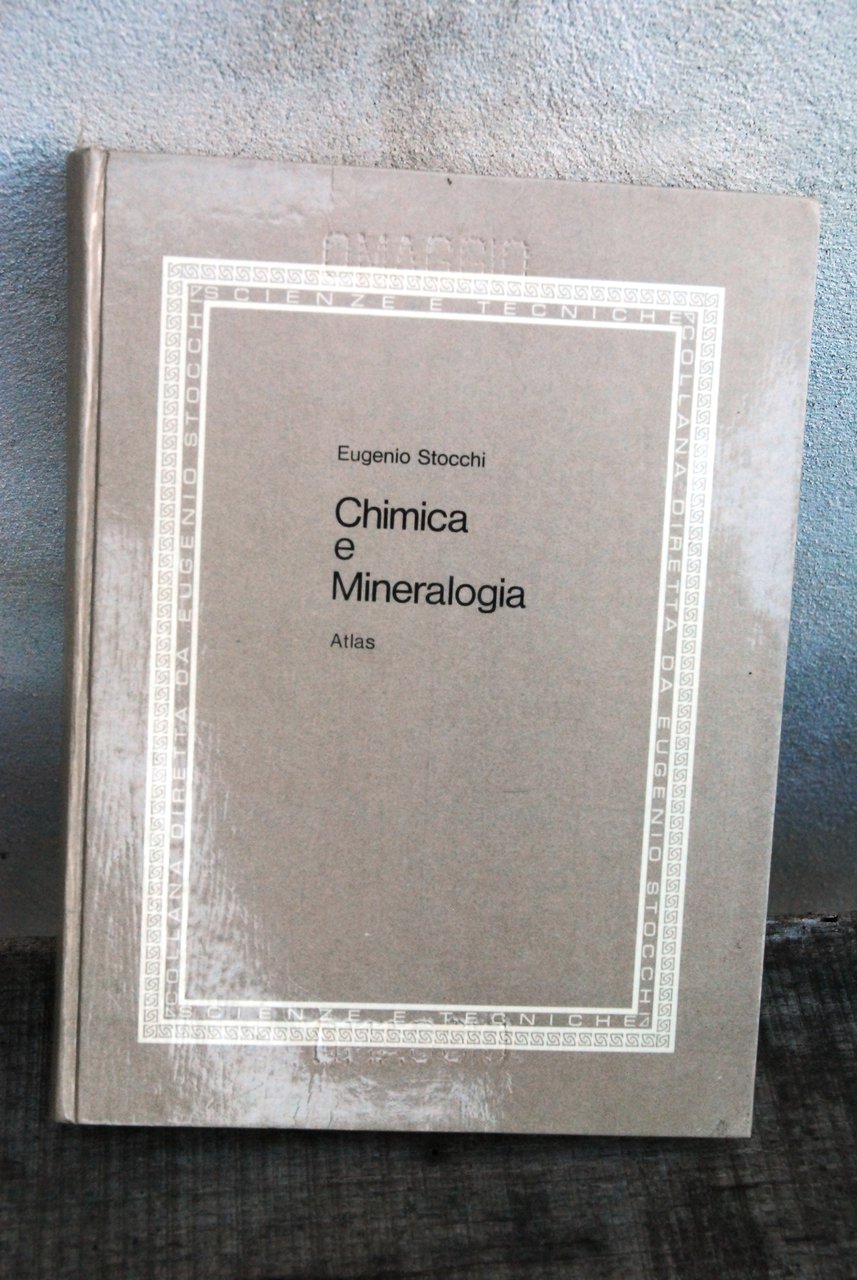 OMAGGIO
SCIENZE E TECNICHE
COLLANA DIRETTA DA EUGENIO STOCCHI
COLLANA DIRETTA DA EUGENIO STOCCHI
Eugenio Stocchi
Chimica
e
Mineralogia
Atlas
SCIENZE E TECNICHE